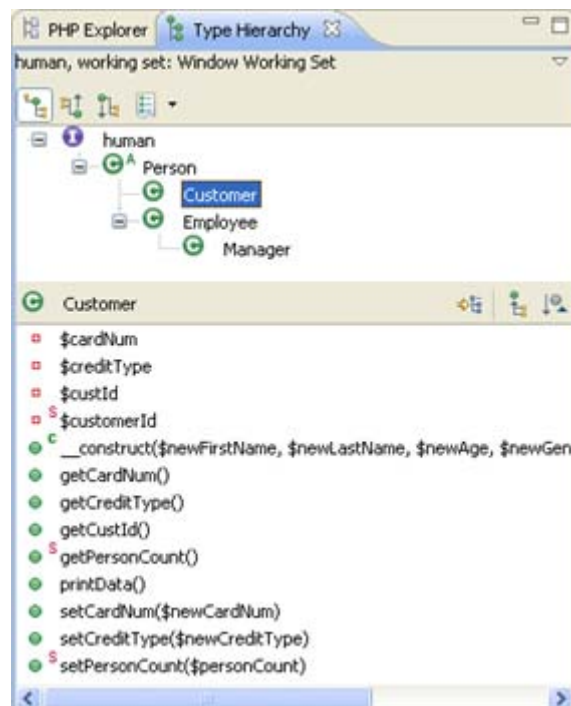 PHP Explorer Type Hierarchy
human, working set: Window Working Set
human
Person
Customer
Employee
Manager
Customer
$cardNum
$creditType
$custId
$customerId
__construct($newFirstName, $newLastName, $newAge, $newGen
getCardNum()
getCreditType()
getCustId()
getPersonCount()
printData()
setCardNum($newCardNum)
setCreditType($newCreditType)
setPersonCount($personCount)